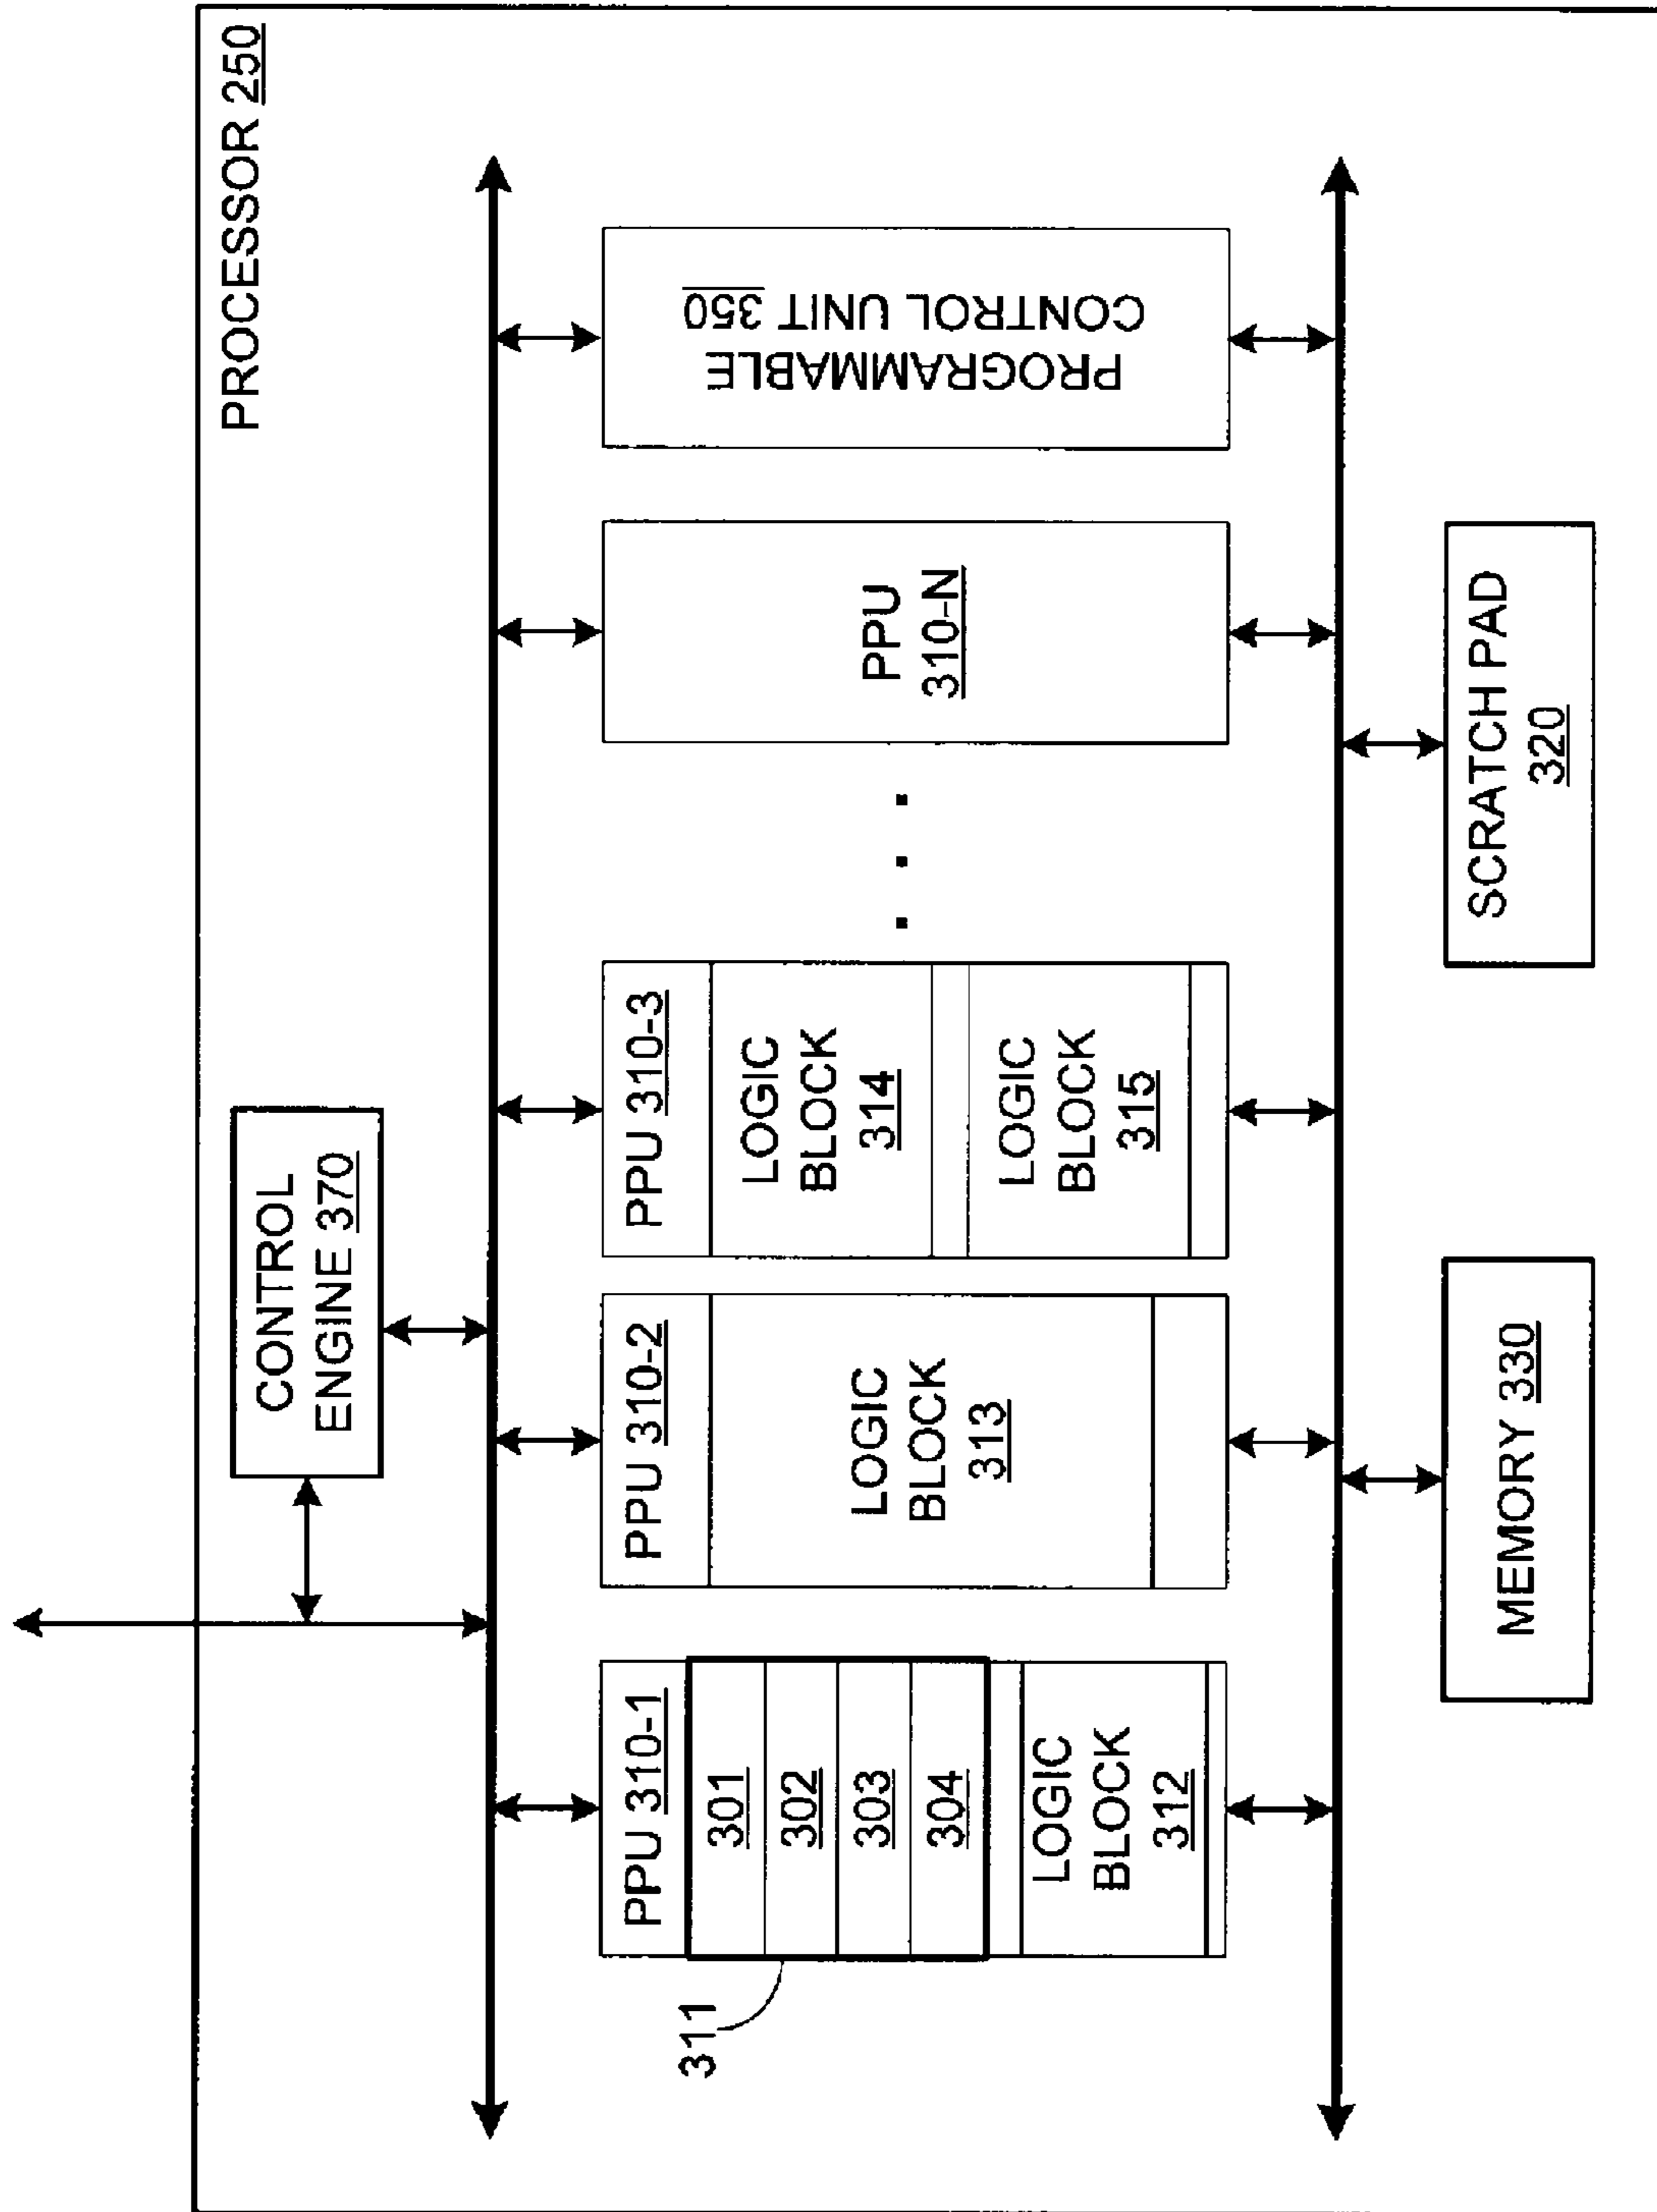 PROCESSOR 250
CONTROL
ENGINE 370
PPU 310-1
301
302
303
304
311
LOGIC
BLOCK
312
PPU 310-2
LOGIC
BLOCK
313
PPU 310-3
LOGIC
BLOCK
314
LOGIC
BLOCK
315
. . .
PPU
310-N
PROGRAMMABLE
CONTROL UNIT 350
MEMORY 330
SCRATCH PAD
320